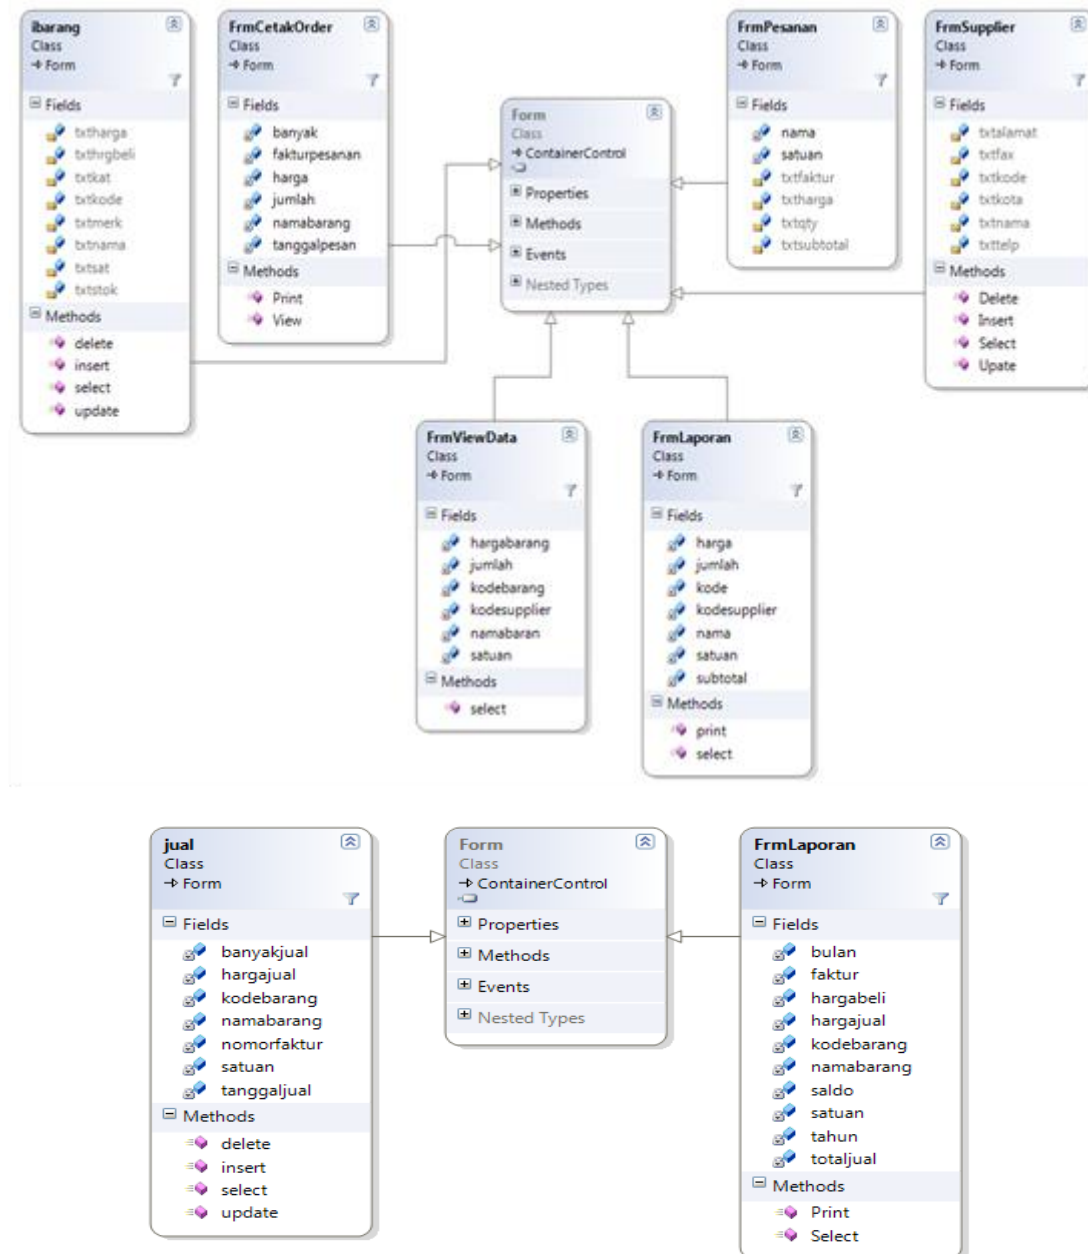 ibarang
Class
Form
Fields
txtharga
txthrgbeli
txtkat
txtkode
txtmerk
txtnama
txtsat
txtstok
Methods
delete
insert
select
update
FrmCetakOrder
Class
Form
Fields
banyak
fakturpesanan
harga
jumlah
namabarang
tanggalpesan
Methods
Print
View
Form
Class
ContainerControl
Properties
Methods
Events
Nested Types
FrmPesanan
Class
Form
Fields
nama
satuan
txtfaktur
txtharga
txtqty
txtsubtotal
FrmSupplier
Class
Form
Fields
txtalamat
txtfax
txtkode
txtkota
txtnama
txttelp
Methods
Delete
Insert
Select
Upate
FrmViewData
Class
Form
Fields
hargabarang
jumlah
kodebarang
kodesupplier
namabaran
satuan
Methods
select
FrmLaporan
Class
Form
Fields
harga
jumlah
kode
kodesupplier
nama
satuan
subtotal
Methods
print
select
jual
Class
Form
Fields
banyakjual
hargajual
kodebarang
namabarang
nomorfaktur
satuan
tanggaljual
Methods
delete
insert
select
update
Form
Class
ContainerControl
Properties
Methods
Events
Nested Types
FrmLaporan
Class
Form
Fields
bulan
faktur
hargabeli
hargajual
kodebarang
namabarang
saldo
satuan
tahun
totaljual
Methods
Print
Select